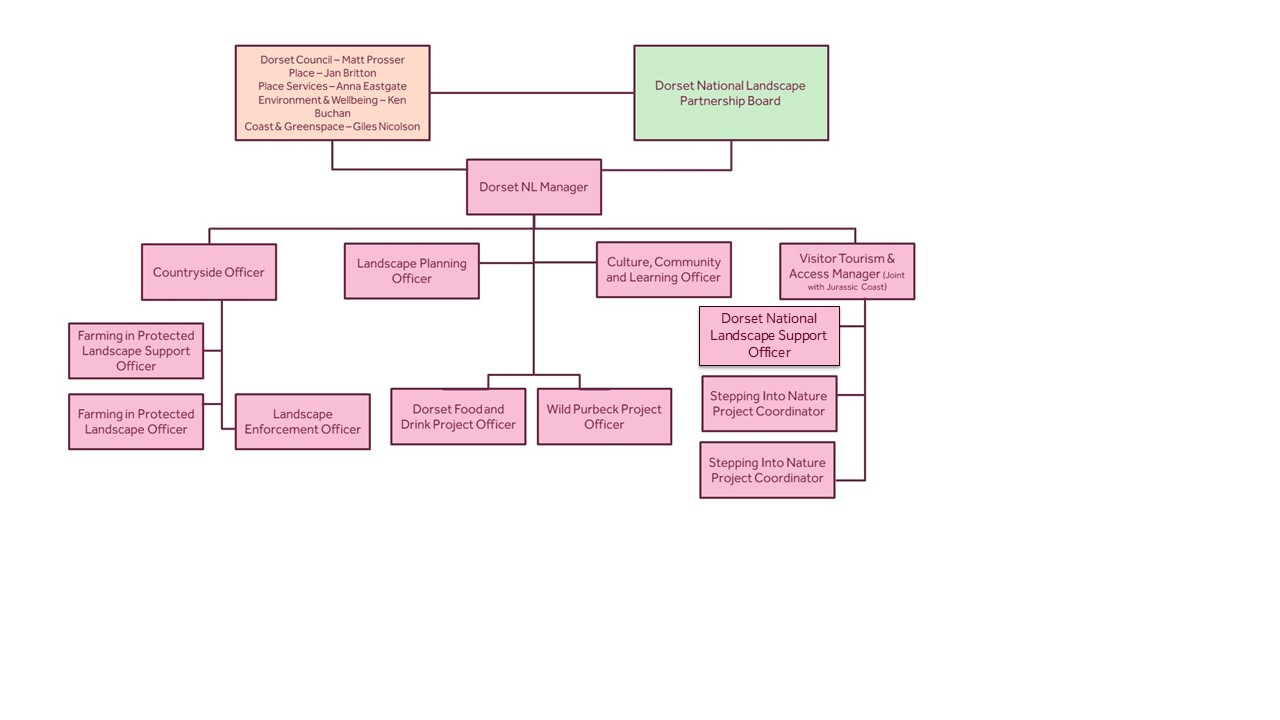 Dorset Council – Matt Prosser
Place – Jan Britton
Place Services – Anna Eastgate
Environment & Wellbeing – Ken
Buchan
Coast & Greenspace – Giles Nicolson
Dorset National Landscape
Partnership Board
Dorset NL Manager
Countryside Officer
Landscape Planning
Officer
Culture, Community
and Learning Officer
Visitor Tourism &
Access Manager (Joint
with Jurassic Coast)
Farming in Protected
Landscape Support
Officer
Dorset National
Landscape Support
Officer
Farming in Protected
Landscape Officer
Landscape
Enforcement Officer
Dorset Food and
Drink Project Officer
Wild Purbeck Project
Officer
Stepping Into Nature
Project Coordinator
Stepping Into Nature
Project Coordinator